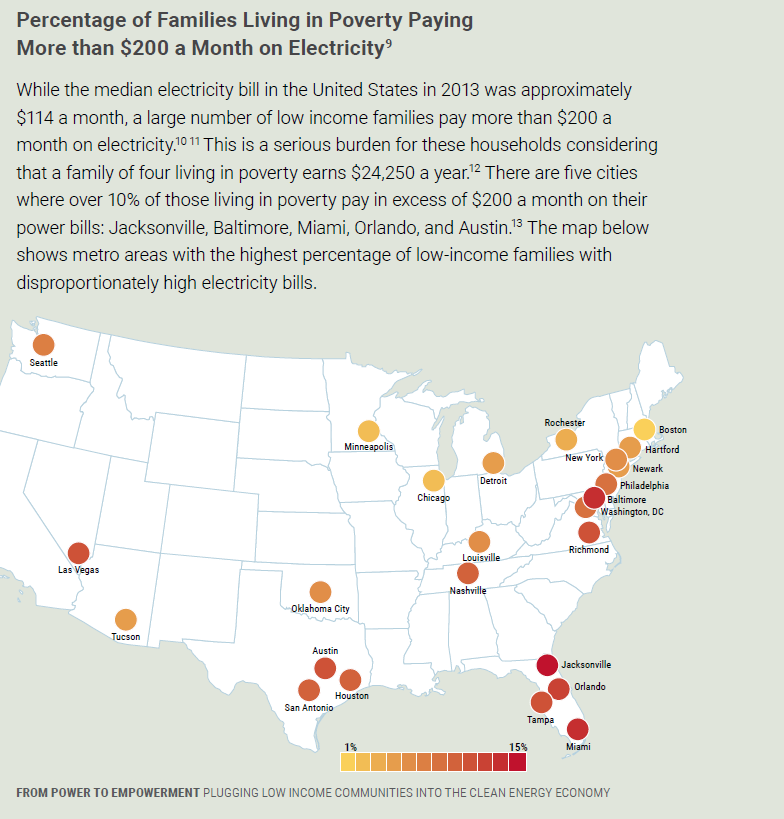 Percentage of Families Living in Poverty Paying
More than $200 a Month on Electricity⁹
While the median electricity bill in the United States in 2013 was approximately
$114 a month, a large number of low income families pay more than $200 a
month on electricity.¹⁰ ¹¹ This is a serious burden for these households considering
that a family of four living in poverty earns $24,250 a year.¹² There are five cities
where over 10% of those living in poverty pay in excess of $200 a month on their
power bills: Jacksonville, Baltimore, Miami, Orlando, and Austin.¹³ The map below
shows metro areas with the highest percentage of low-income families with
disproportionately high electricity bills.
Seattle
Minneapolis
Chicago
Detroit
Rochester
Boston
Hartford
New York
Newark
Philadelphia
Baltimore
Washington, DC
Richmond
Louisville
Nashville
Las Vegas
Tucson
Oklahoma City
Austin
Houston
San Antonio
Jacksonville
Orlando
Tampa
Miami
1%
15%
FROM POWER TO EMPOWERMENT PLUGGING LOW INCOME COMMUNITIES INTO THE CLEAN ENERGY ECONOMY